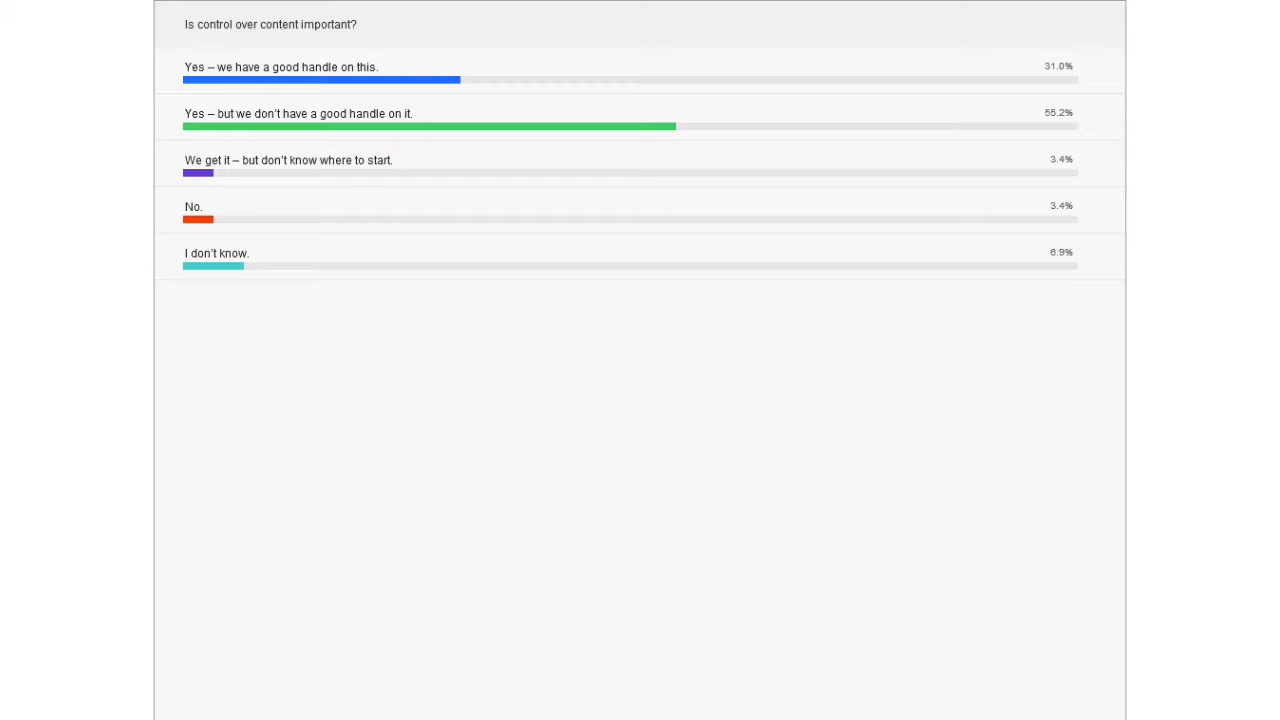 Is control over content important?
Yes – we have a good handle on this.
31.0%
Yes – but we don't have a good handle on it.
55.2%
We get it – but don't know where to start.
3.4%
No.
3.4%
I don't know.
6.9%